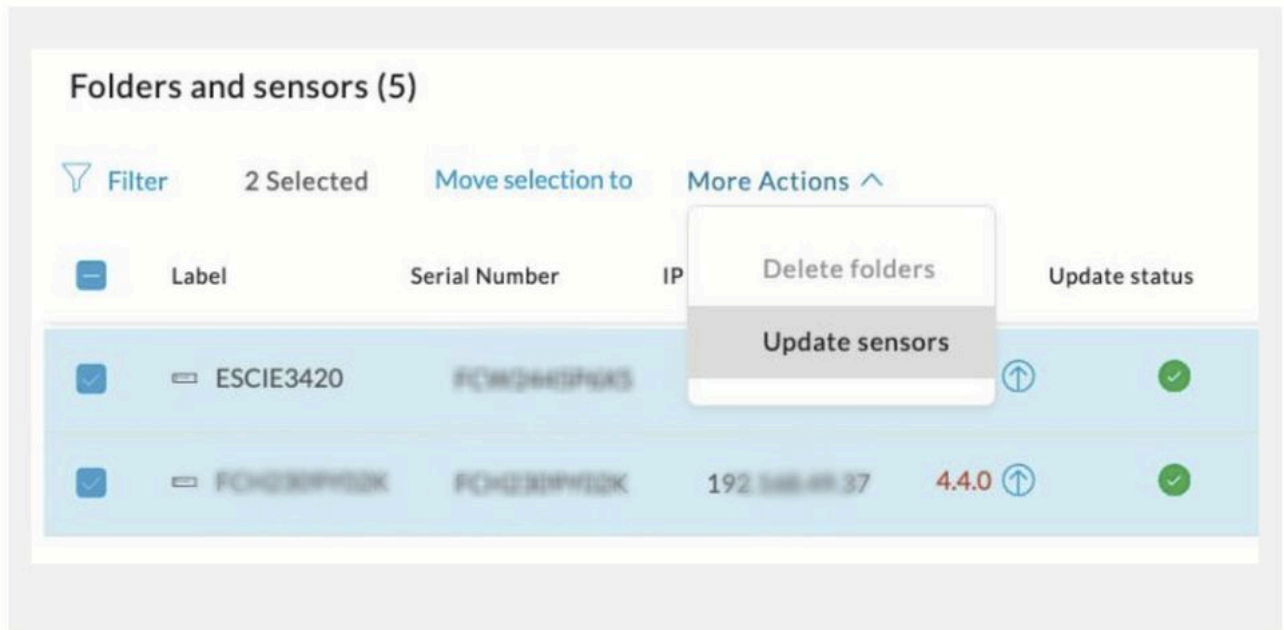 Folders and sensors (5)
Filter 2 Selected Move selection to More Actions
Label Serial Number IP Delete folders Update status
Update sensors
ESCIE3420
192 37 4.4.0